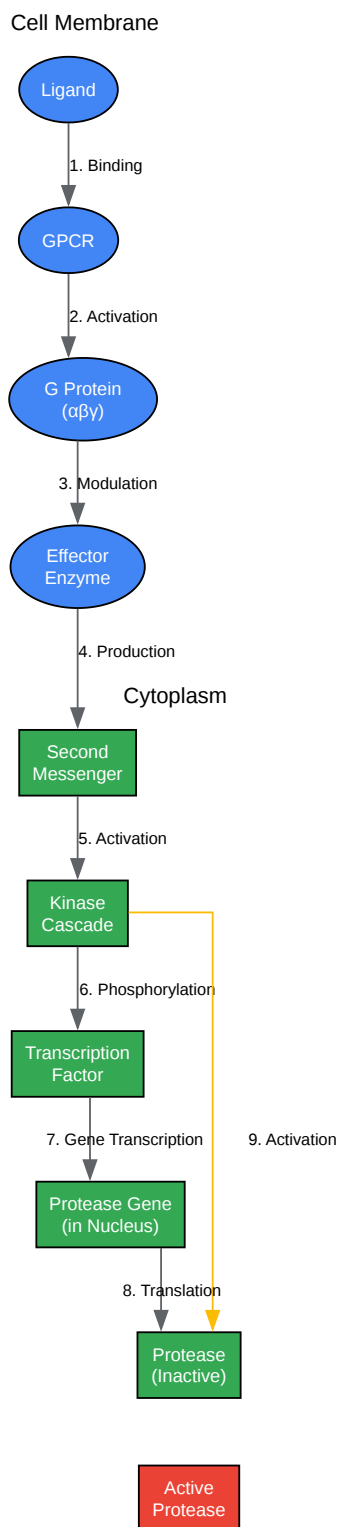 Cell Membrane
Ligand
1. Binding
GPCR
2. Activation
G Protein
(αβγ)
3. Modulation
Effector
Enzyme
4. Production
Cytoplasm
Second
Messenger
5. Activation
Kinase
Cascade
6. Phosphorylation
Transcription
Factor
7. Gene Transcription
9. Activation
Protease Gene
(in Nucleus)
8. Translation
Protease
(Inactive)
Active
Protease